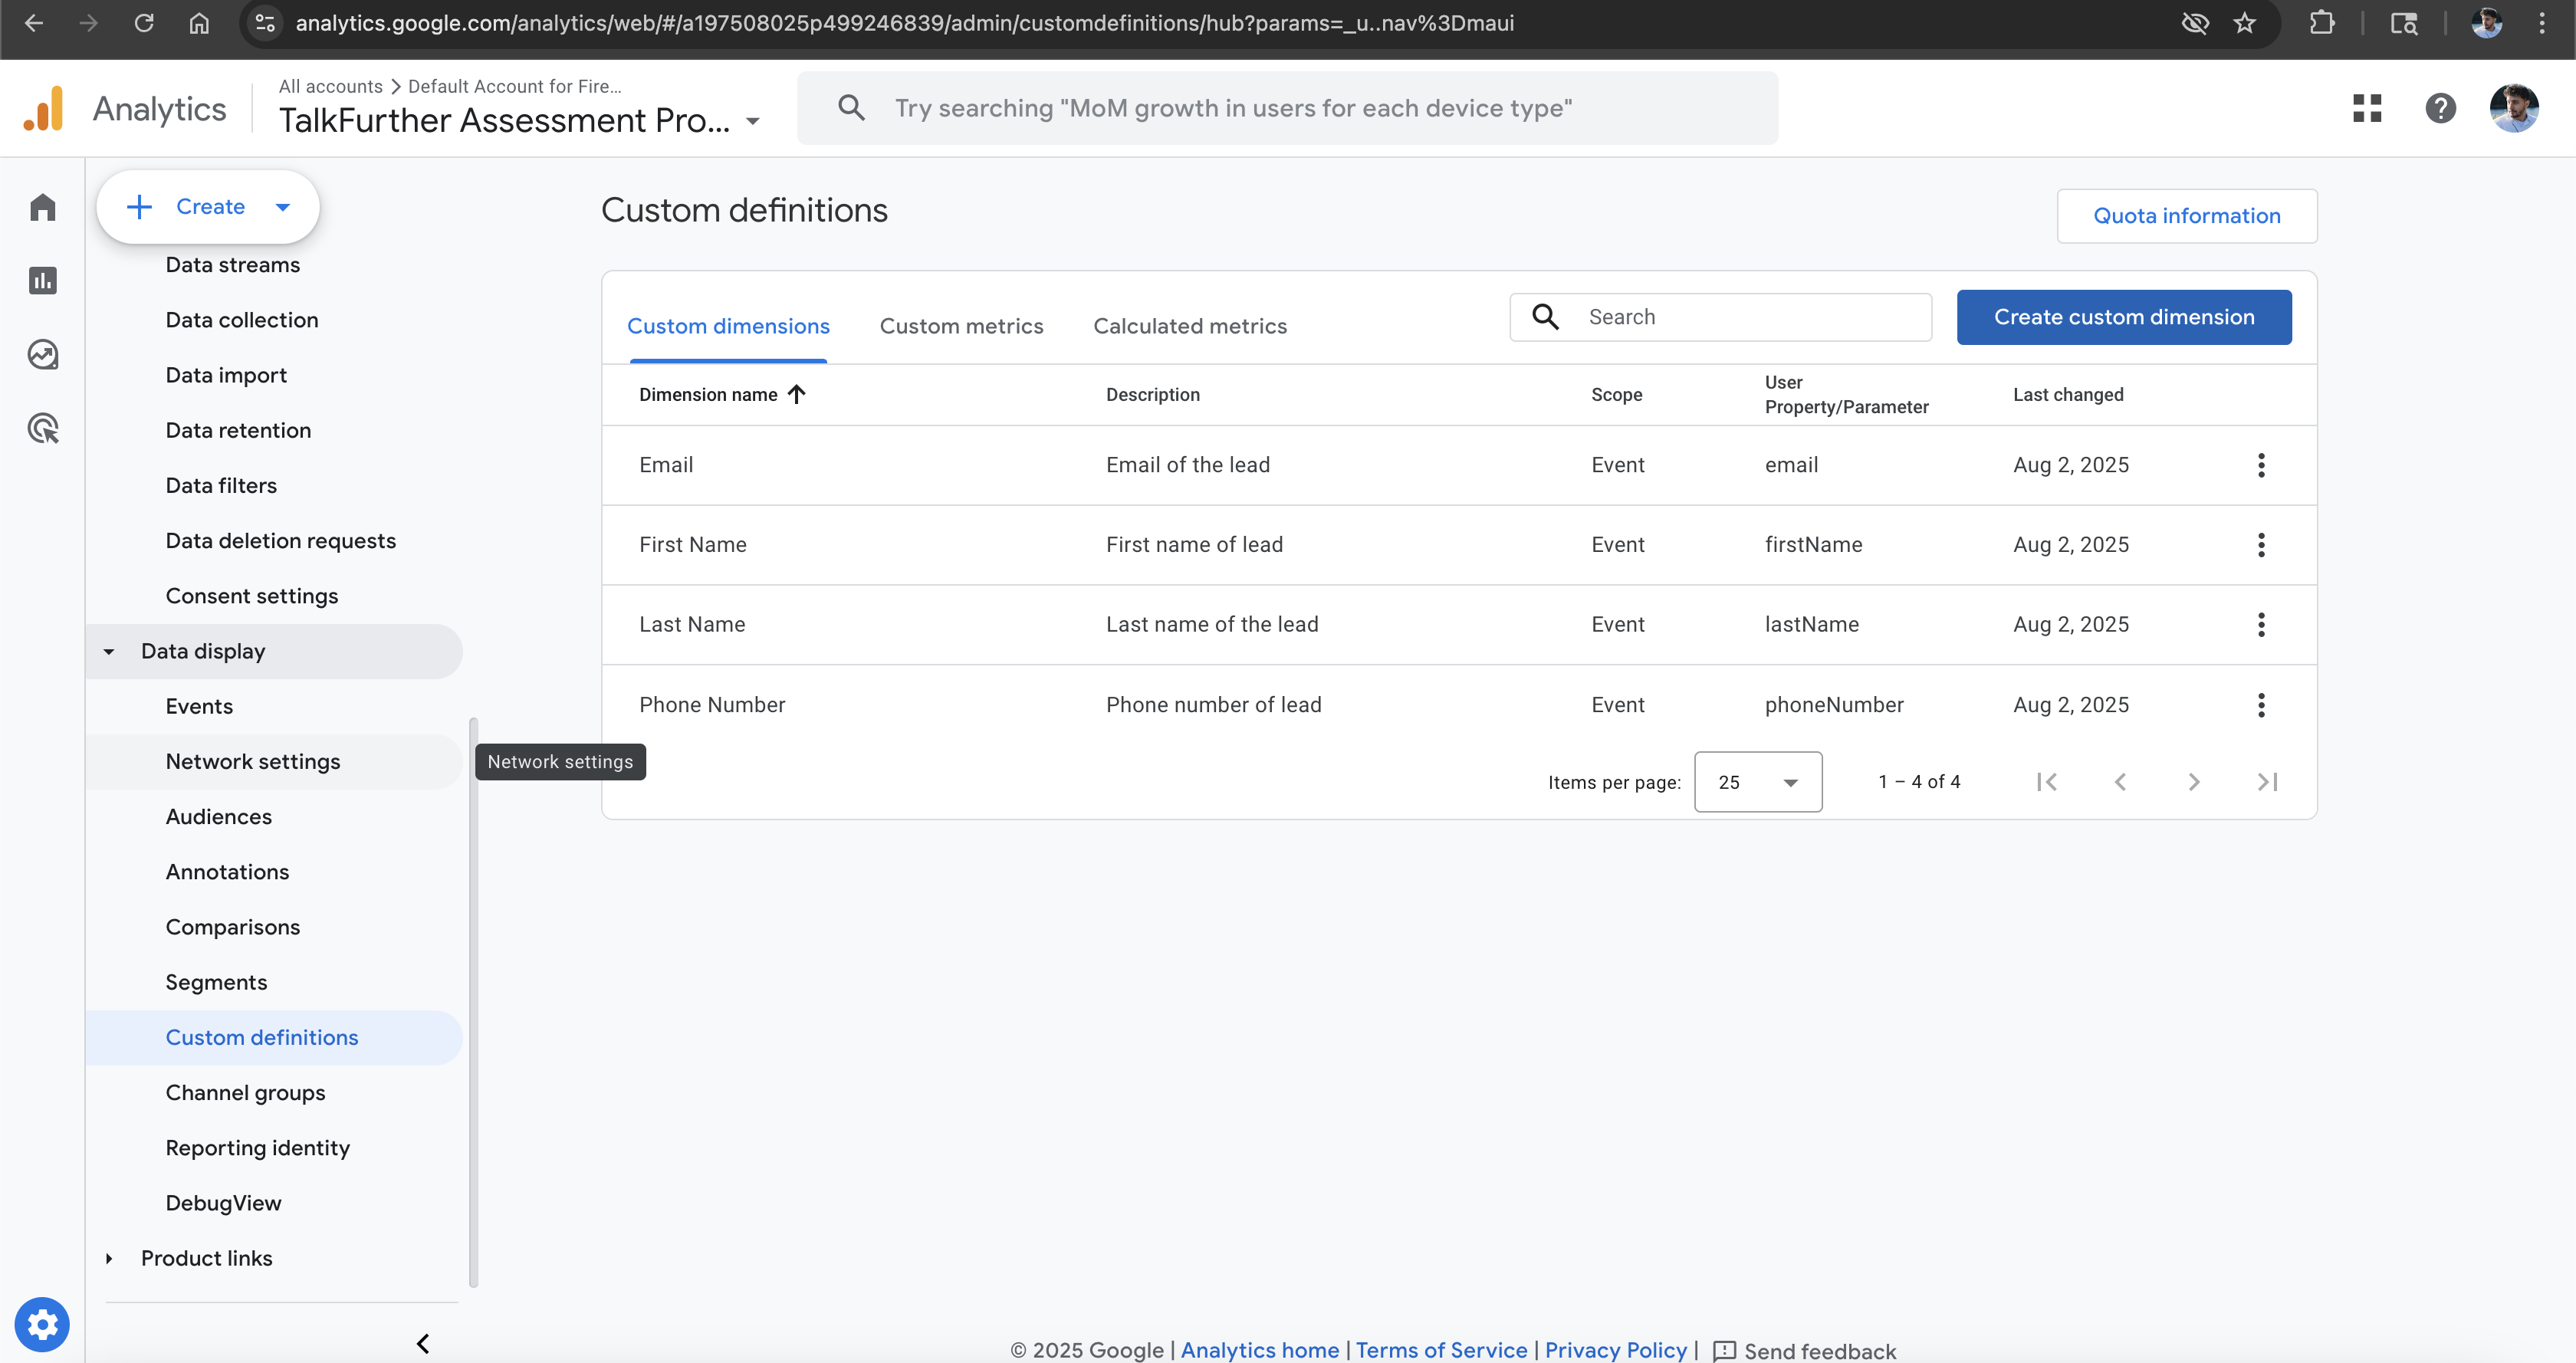 analytics.google.com/analytics/web/#/a197508025p499246839/admin/customdefinitions/hub?params=_u..nav%3Dmaui
Analytics
All accounts > Default Account for Fire...
TalkFurther Assessment Pro...
Try searching "MoM growth in users for each device type"
Create
Data streams
Data collection
Data import
Data retention
Data filters
Data deletion requests
Consent settings
Data display
Events
Network settings
Network settings
Audiences
Annotations
Comparisons
Segments
Custom definitions
Channel groups
Reporting identity
DebugView
Product links
Custom definitions
Quota information
Custom dimensions Custom metrics Calculated metrics Search Create custom dimension
Dimension name Description Scope User Property/Parameter Last changed
Email Email of the lead Event email Aug 2, 2025
First Name First name of lead Event firstName Aug 2, 2025
Last Name Last name of the lead Event lastName Aug 2, 2025
Phone Number Phone number of lead Event phoneNumber Aug 2, 2025
Items per page: 25 1 – 4 of 4
© 2025 Google | Analytics home | Terms of Service | Privacy Policy | Send feedback